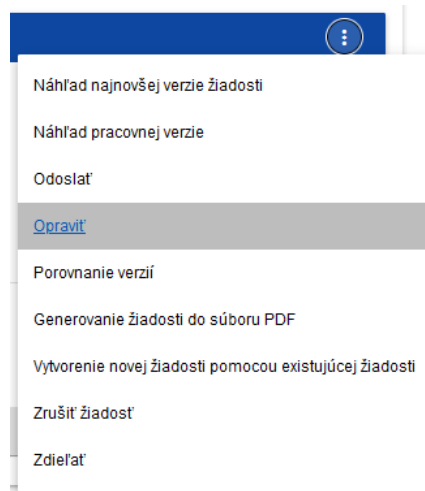 Náhľad najnovšej verzie žiadosti
Náhľad pracovnej verzie
Odoslať
Opraviť
Porovnanie verzií
Generovanie žiadosti do súboru PDF
Vytvorenie novej žiadosti pomocou existujúcej žiadosti
Zrušiť žiadosť
Zdieľať